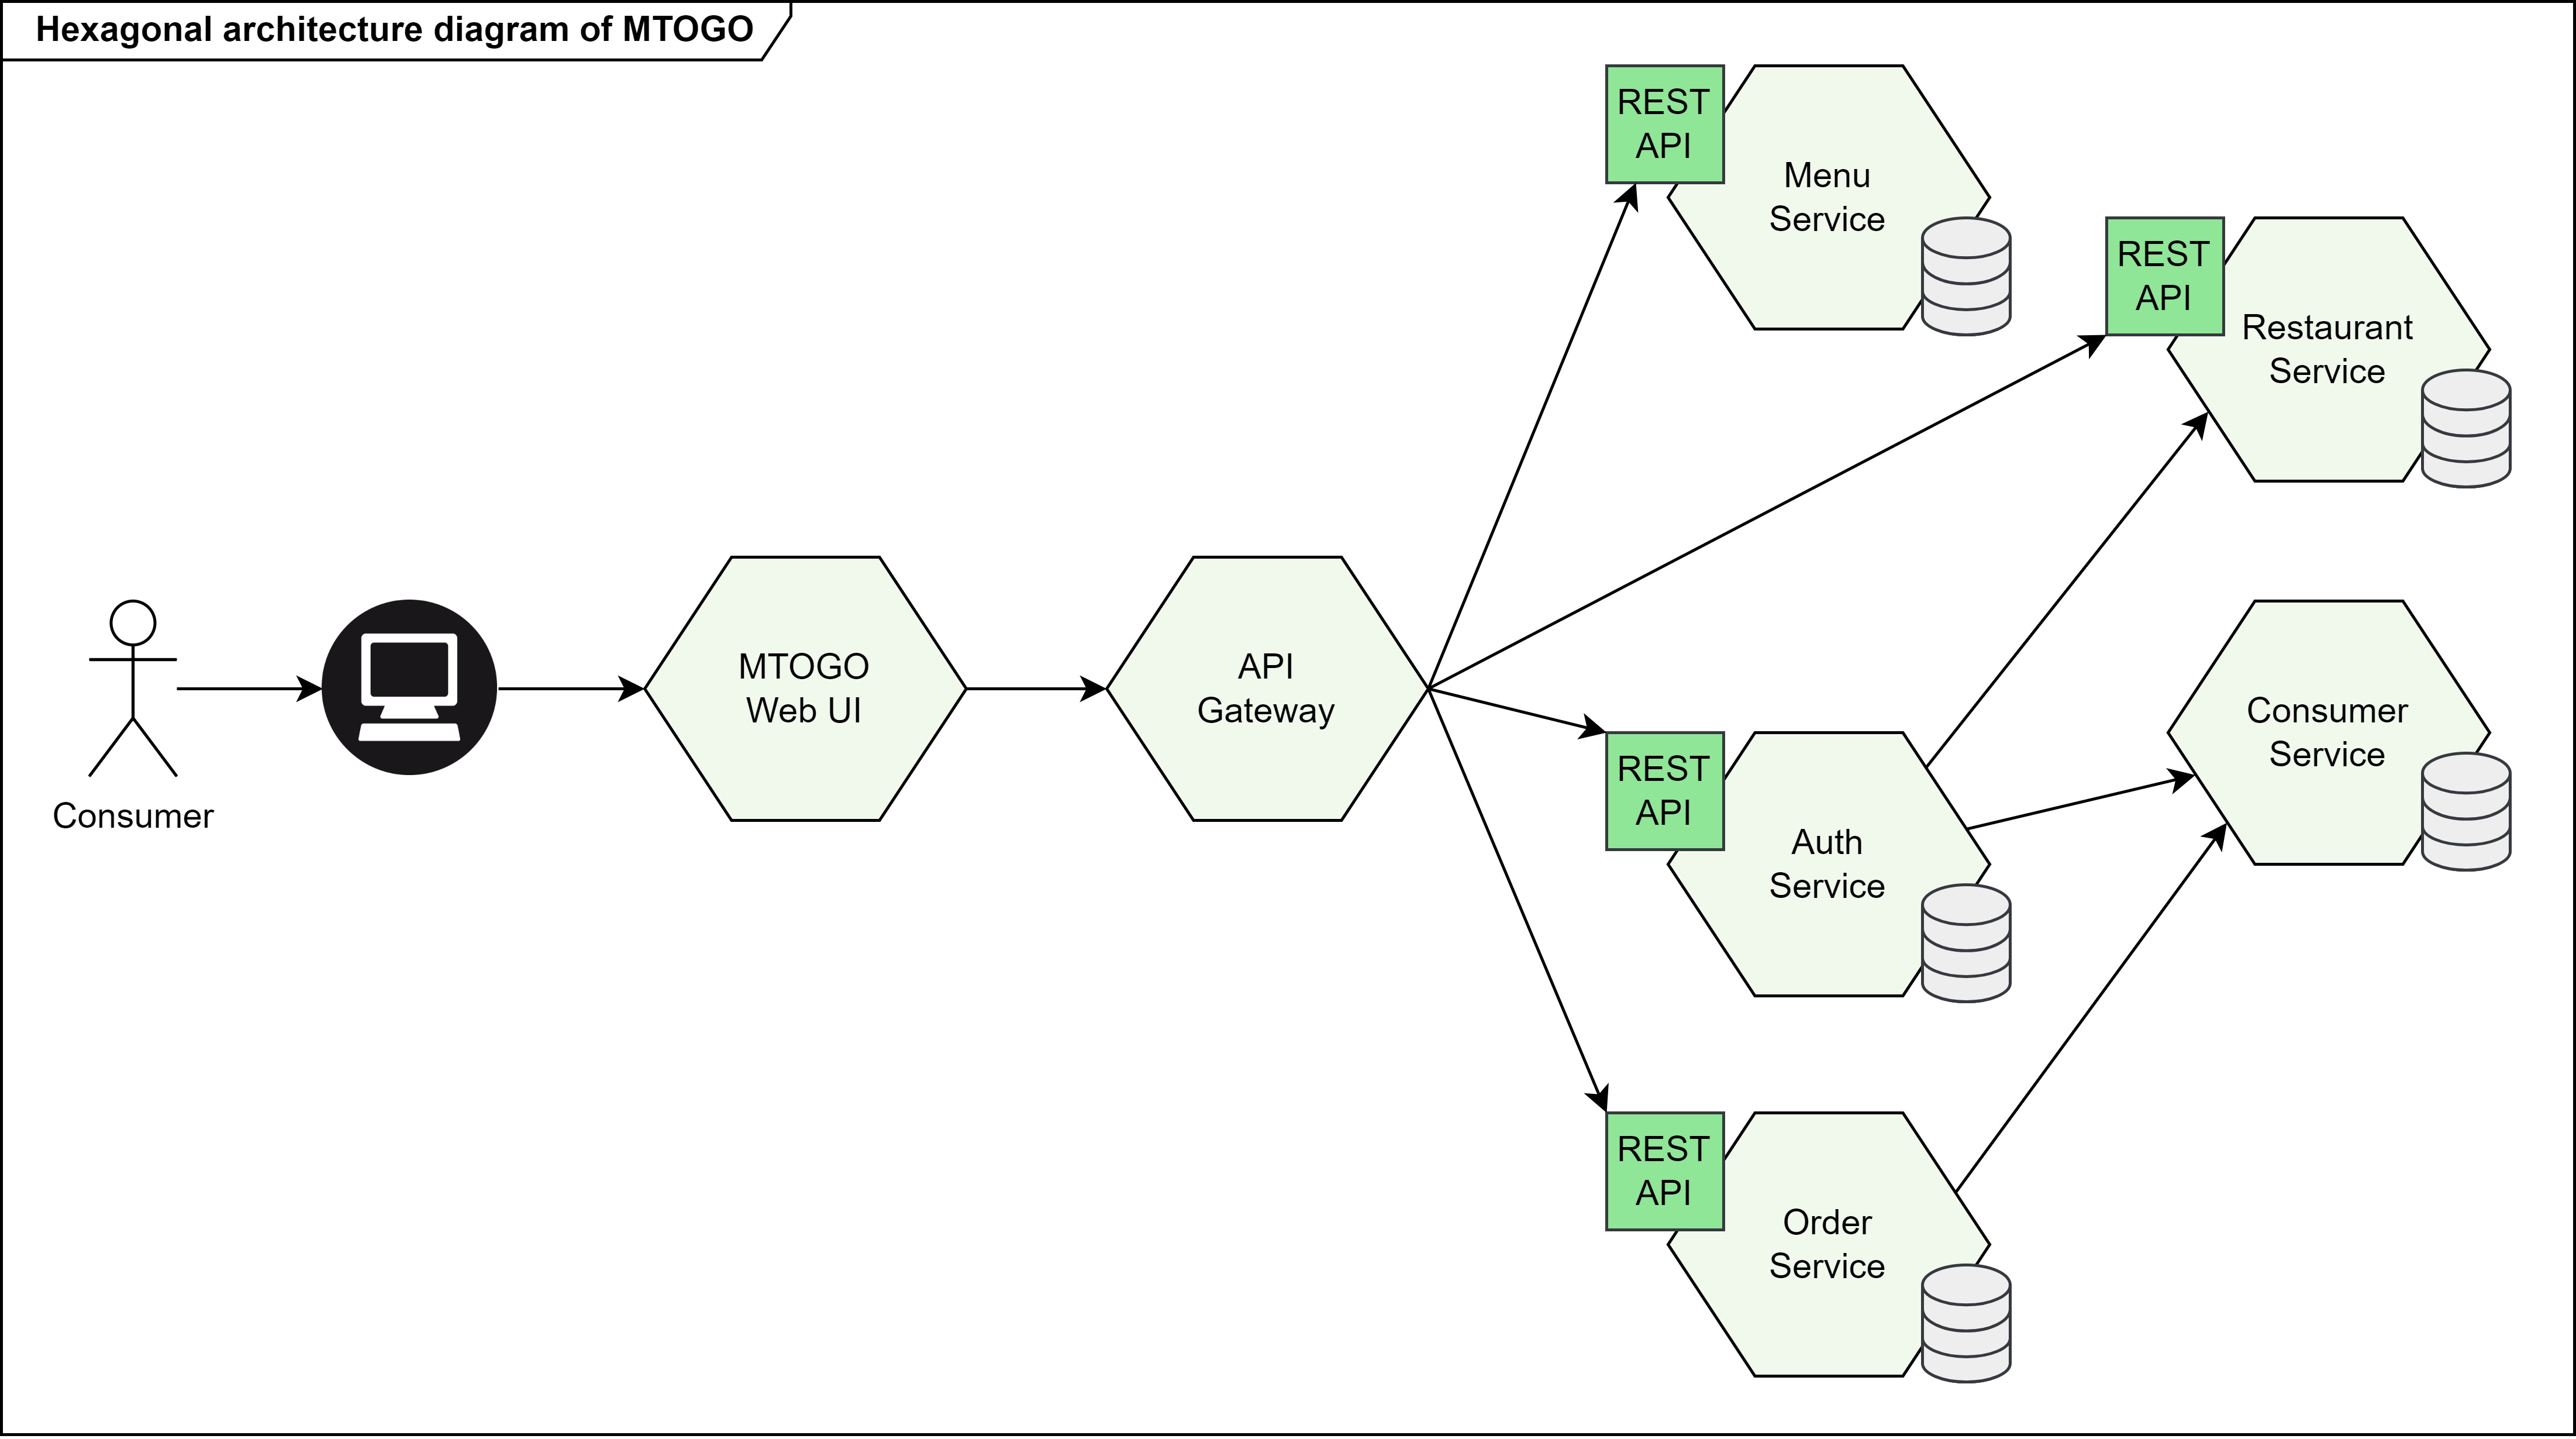 Hexagonal architecture diagram of MTOGO
REST
API
Menu
Service
REST
API
Restaurant
Service
Consumer
MTOGO
Web UI
API
Gateway
REST
API
Auth
Service
Consumer
Service
REST
API
Order
Service